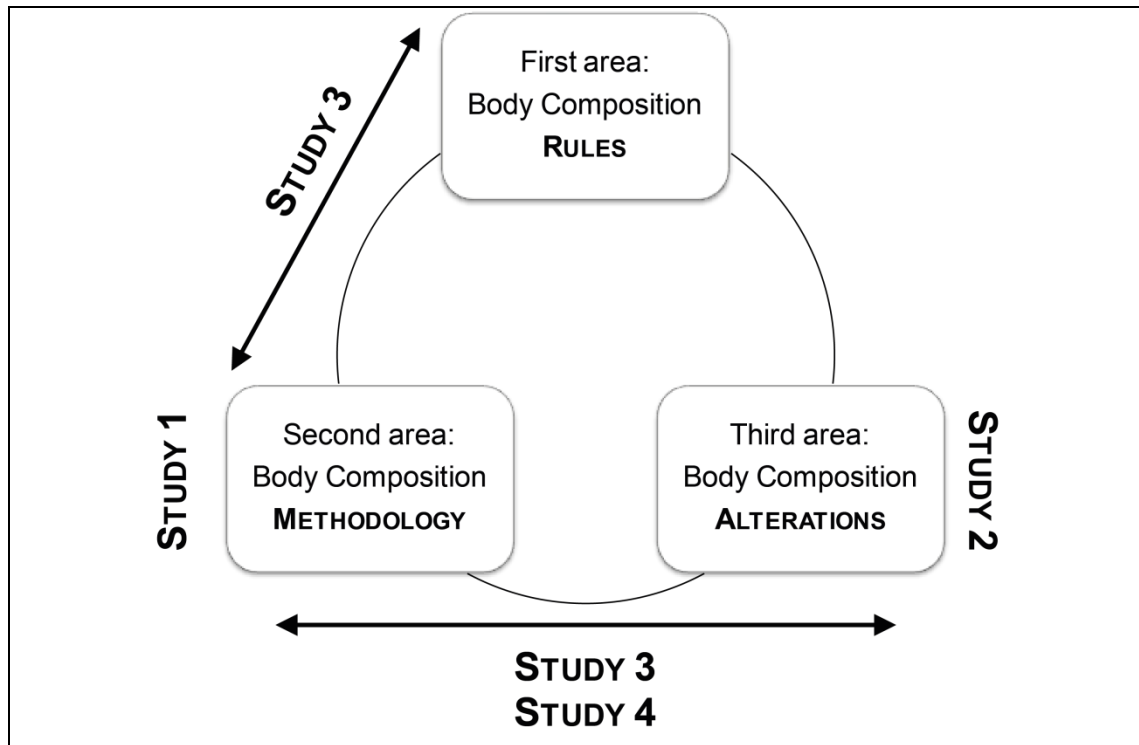 First area:
Body Composition
RULES
STUDY 3
STUDY 1
Second area:
Body Composition
METHODOLOGY
Third area:
Body Composition
ALTERATIONS
STUDY 2
STUDY 3
STUDY 4